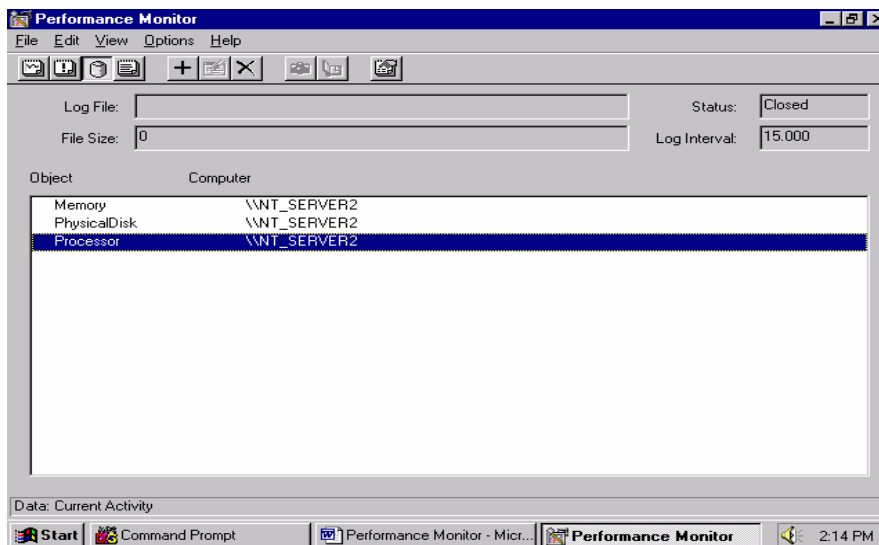 Performance Monitor
File Edit View Options Help
Log File: Status: Closed
File Size: 0 Log Interval: 15.000
Object Computer
Memory \\NT_SERVER2
PhysicalDisk \\NT_SERVER2
Processor \\NT_SERVER2
Data: Current Activity
Start Command Prompt Performance Monitor - Micr... Performance Monitor 2:14 PM